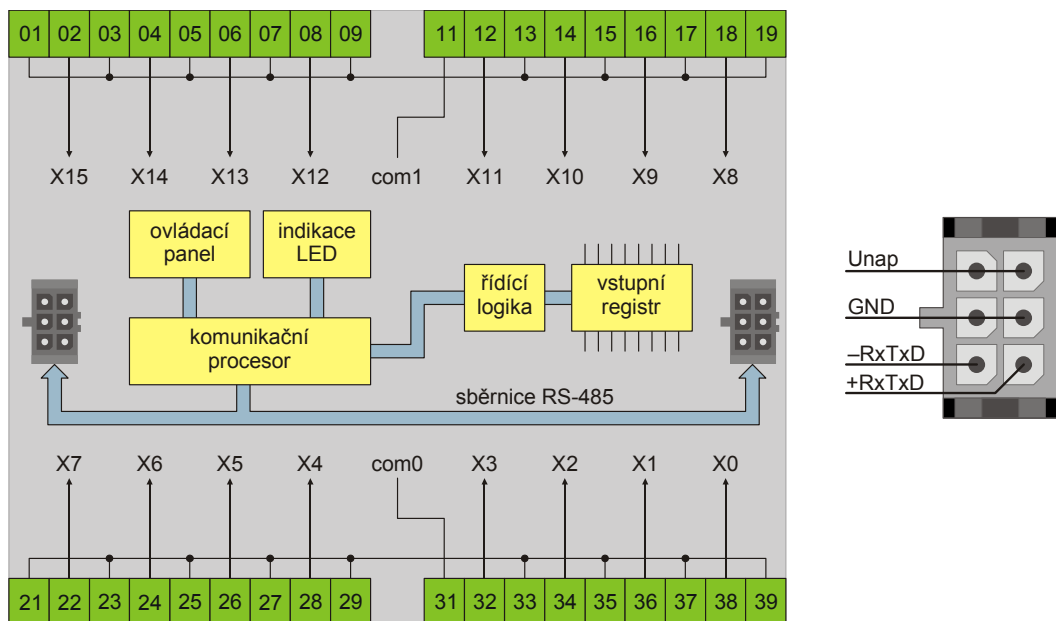 01 02 03 04 05 06 07 08 09 11 12 13 14 15 16 17 18 19
X15 X14 X13 X12 com1 X11 X10 X9 X8
ovládací
panel
indikace
LED
řídící
logika
vstupní
registr
komunikační
procesor
sběrnice RS-485
X7 X6 X5 X4 com0 X3 X2 X1 X0
21 22 23 24 25 26 27 28 29 31 32 33 34 35 36 37 38 39
Unap
GND
–RxTxD
+RxTxD